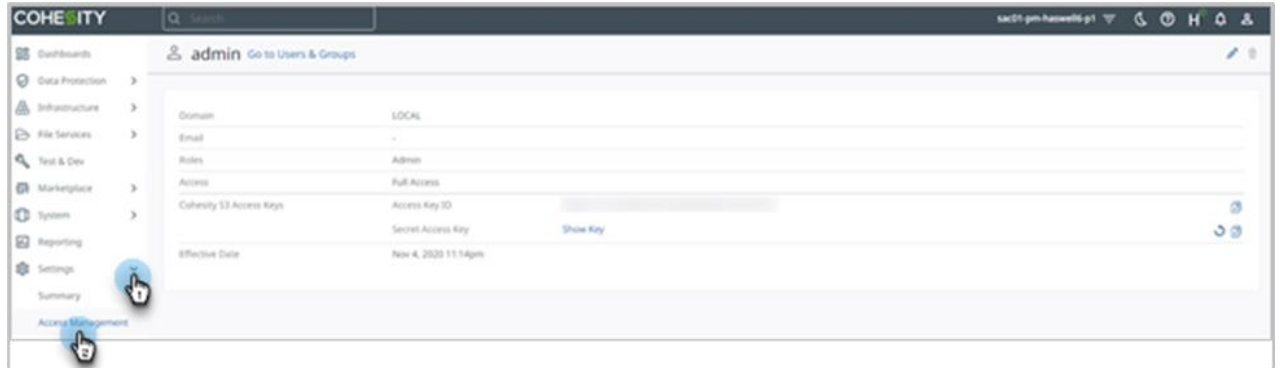 COHESITY
Search
sac01-pm-haswell6-p1
H
Dashboards
Data Protection
Infrastructure
File Services
Test & Dev
Marketplace
System
Reporting
Settings
Summary
Access Management
1
2
admin Go to Users & Groups
Domain LOCAL
Email -
Roles Admin
Access Full Access
Cohesity S3 Access Keys Access Key ID
Secret Access Key Show Key
Effective Date Nov 4, 2020 11:14pm